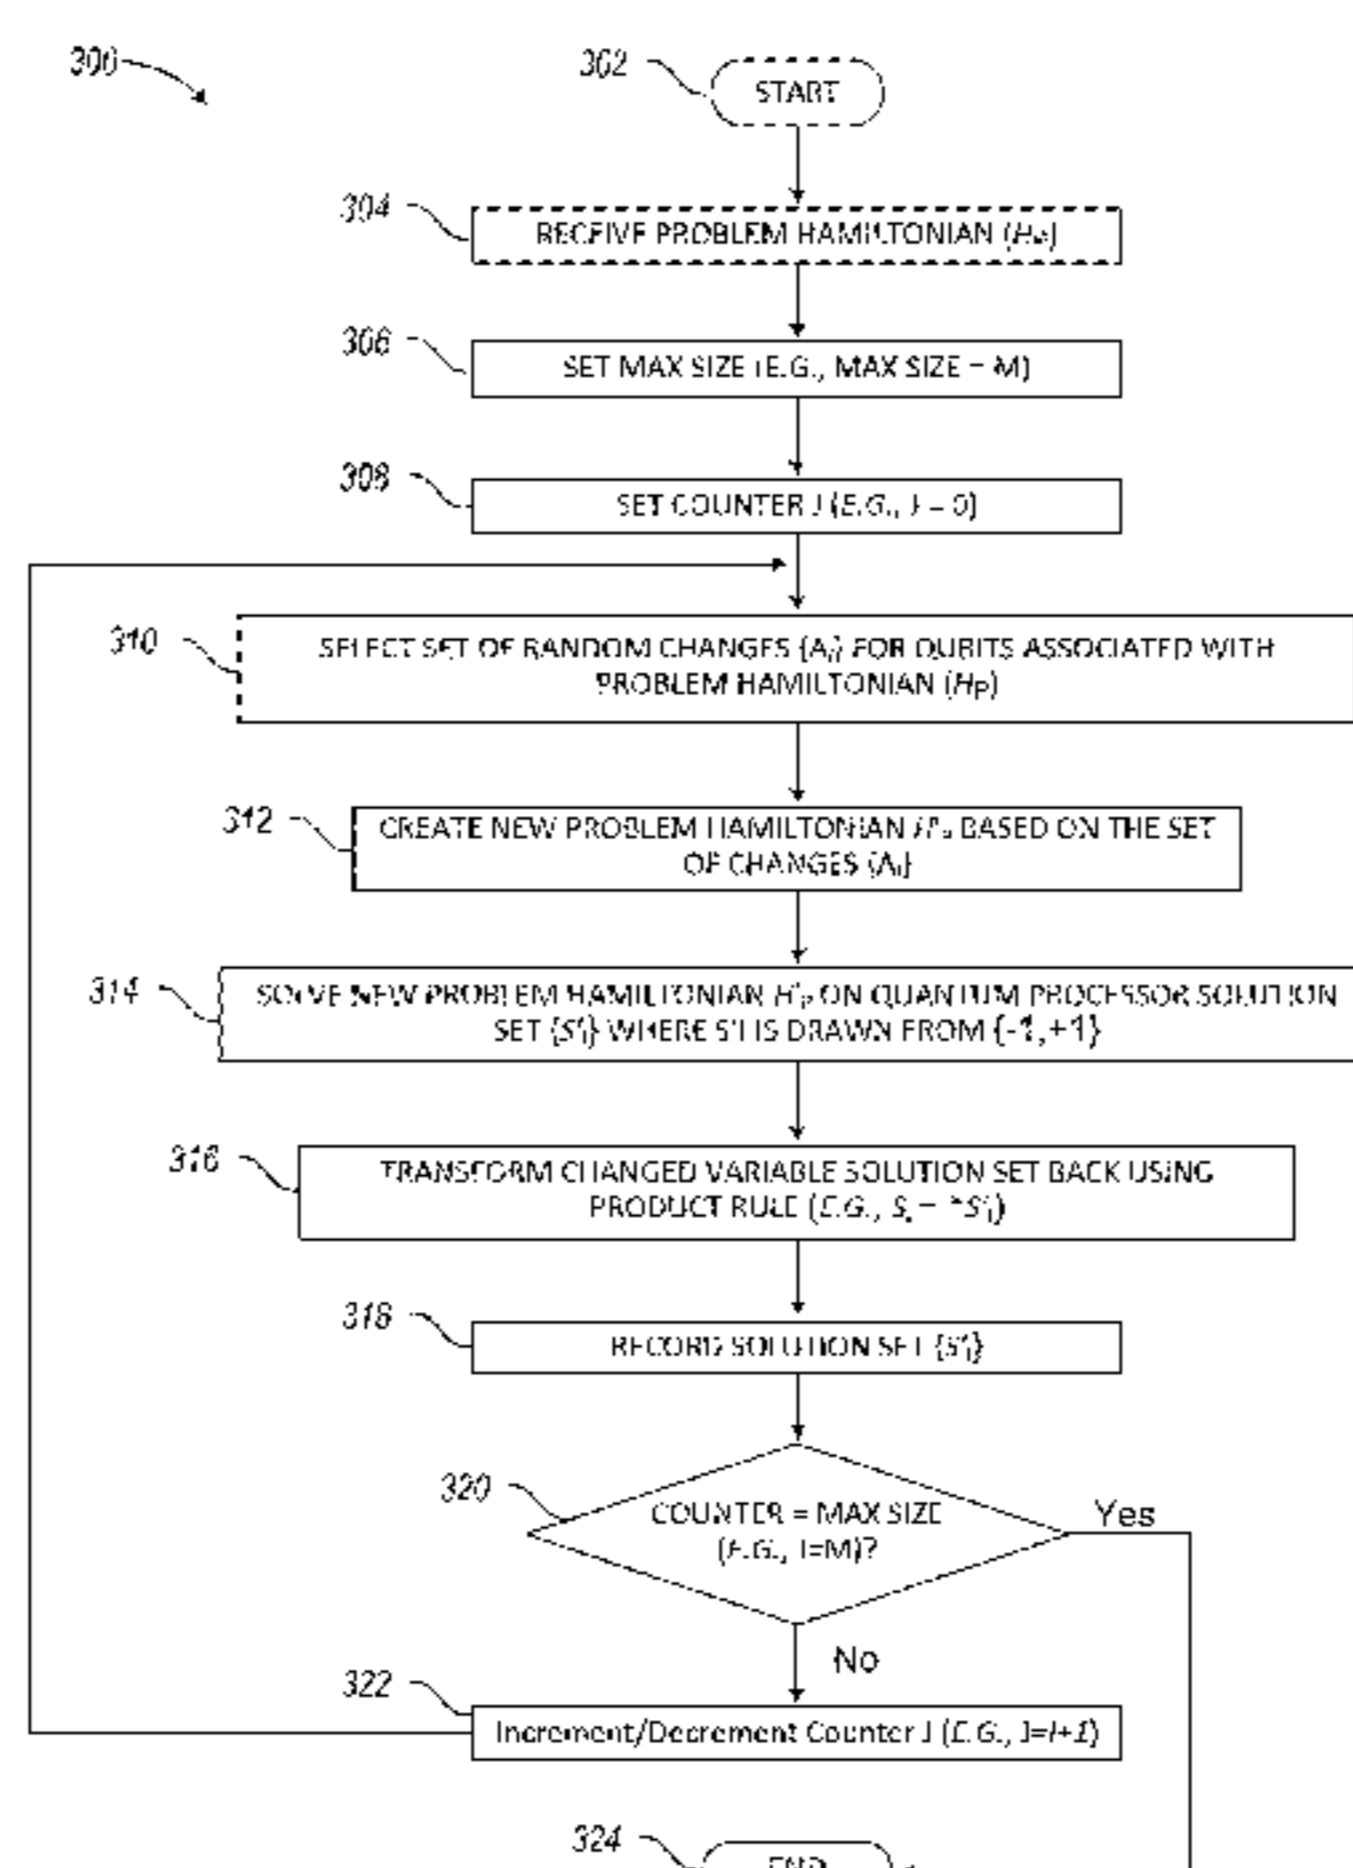 300
302
START
304
RECEIVE PROBLEM HAMILTONIAN (HP)
306
SET MAX SIZE (E.G., MAX SIZE = M)
308
SET COUNTER J (E.G., J = 0)
310
SELECT SET OF RANDOM CHANGES {Ai} FOR QUBITS ASSOCIATED WITH
PROBLEM HAMILTONIAN (HP)
312
CREATE NEW PROBLEM HAMILTONIAN BASED ON THE SET
OF CHANGES {Ai}
314
SOLVE NEW PROBLEM HAMILTONIAN H'P ON QUANTUM PROCESSOR SOLUTION
SET {S'i} WHERE S'i IS DRAWN FROM {-1,+1}
316
TRANSFORM CHANGED VARIABLE SOLUTION SET BACK USING
PRODUCT RULE (E.G., Si = *S'i)
318
RECORD SOLUTION SET {S'i}
320
COUNTER = MAX SIZE
(E.G., J=M)?
Yes
No
322
Increment/Decrement Counter J (E.G., J=J+1)
324
END